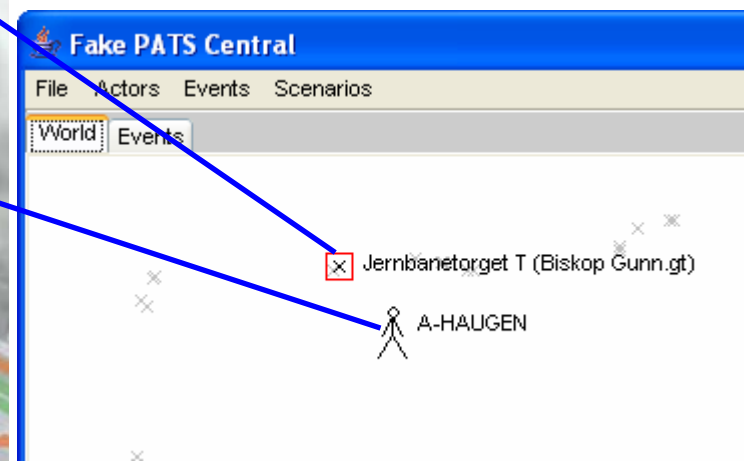 Fake PATS Central
File Actors Events Scenarios
World Events
Jernbanetorget T (Biskop Gunn.gt)
A-HAUGEN